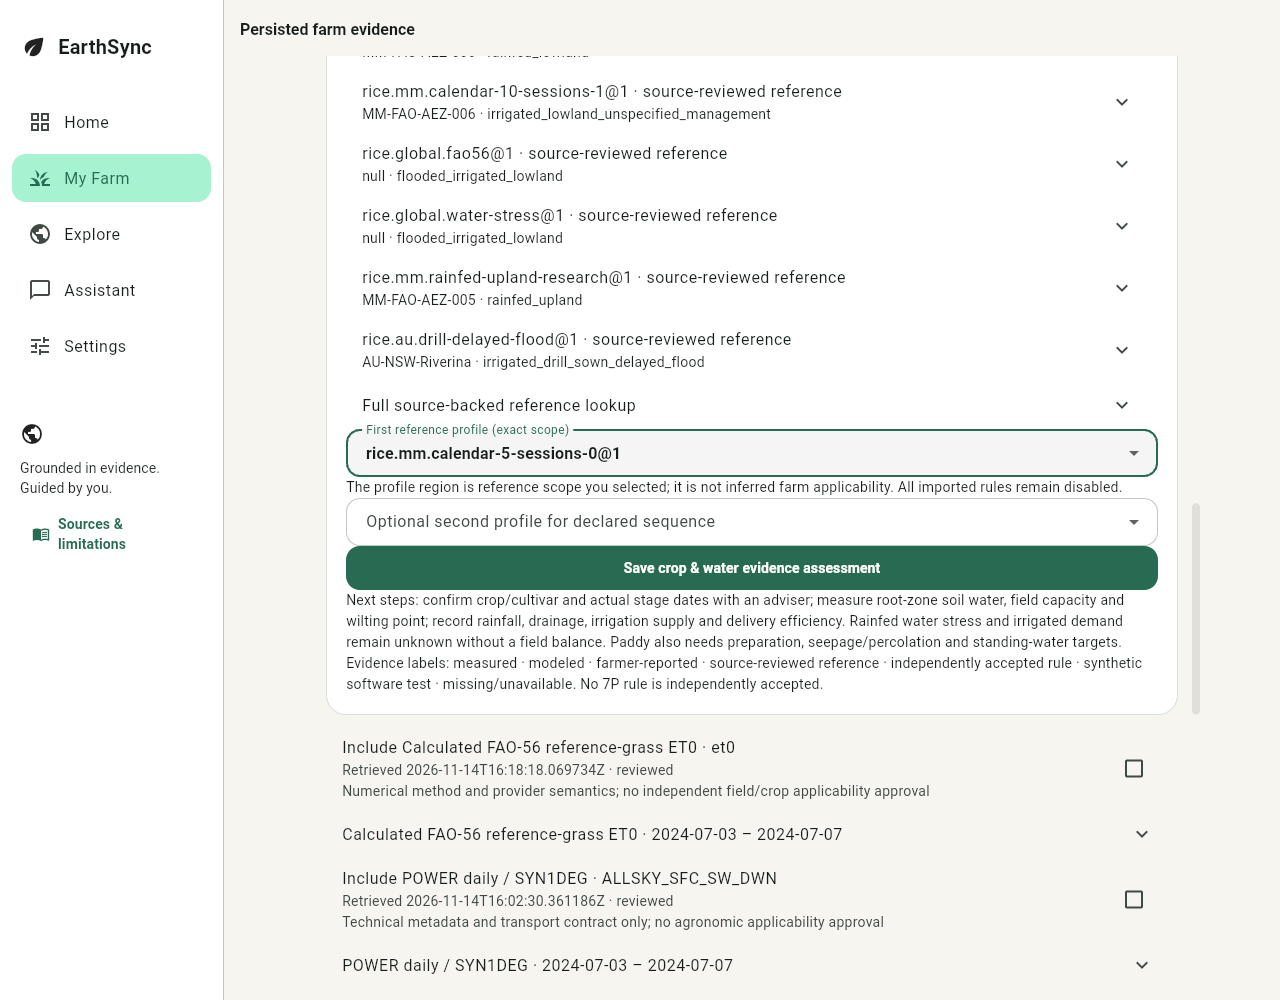 Persisted farm evidence
EarthSync
Home
My Farm
Explore
Assistant
Settings
Grounded in evidence.
Guided by you.
Sources &
limitations
rice.mm.calendar-10-sessions-1@1 · source-reviewed reference
MM-FAO-AEZ-006 · irrigated_lowland_unspecified_management
rice.global.fao56@1 · source-reviewed reference
null · flooded_irrigated_lowland
rice.global.water-stress@1 · source-reviewed reference
null · flooded_irrigated_lowland
rice.mm.rainfed-upland-research@1 · source-reviewed reference
MM-FAO-AEZ-005 · rainfed_upland
rice.au.drill-delayed-flood@1 · source-reviewed reference
AU-NSW-Riverina · irrigated_drill_sown_delayed_flood
Full source-backed reference lookup
First reference profile (exact scope)
rice.mm.calendar-5-sessions-0@1
The profile region is reference scope you selected; it is not inferred farm applicability. All imported rules remain disabled.
Optional second profile for declared sequence
Save crop & water evidence assessment
Next steps: confirm crop/cultivar and actual stage dates with an adviser; measure root-zone soil water, field capacity and
wilting point; record rainfall, drainage, irrigation supply and delivery efficiency. Rainfed water stress and irrigated demand
remain unknown without a field balance. Paddy also needs preparation, seepage/percolation and standing-water targets.
Evidence labels: measured · modeled · farmer-reported · source-reviewed reference · independently accepted rule · synthetic
software test · missing/unavailable. No 7P rule is independently accepted.
Include Calculated FAO-56 reference-grass ET0 · et0
Retrieved 2026-11-14T16:18:18.069734Z · reviewed
Numerical method and provider semantics; no independent field/crop applicability approval
Calculated FAO-56 reference-grass ET0 · 2024-07-03 – 2024-07-07
Include POWER daily / SYN1DEG · ALLSKY_SFC_SW_DWN
Retrieved 2026-11-14T16:02:30.361186Z · reviewed
Technical metadata and transport contract only; no agronomic applicability approval
POWER daily / SYN1DEG · 2024-07-03 – 2024-07-07